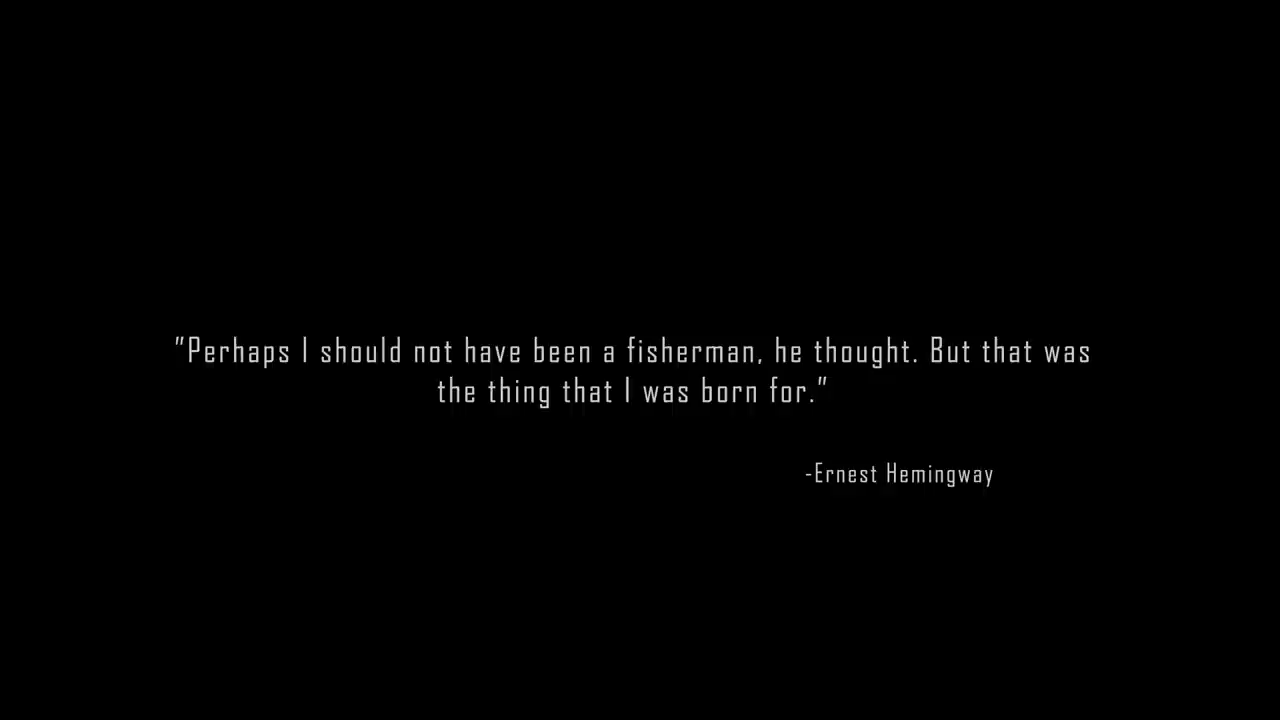 "Perhaps I should not have been a fisherman, he thought. But that was
the thing that I was born for."
-Ernest Hemingway